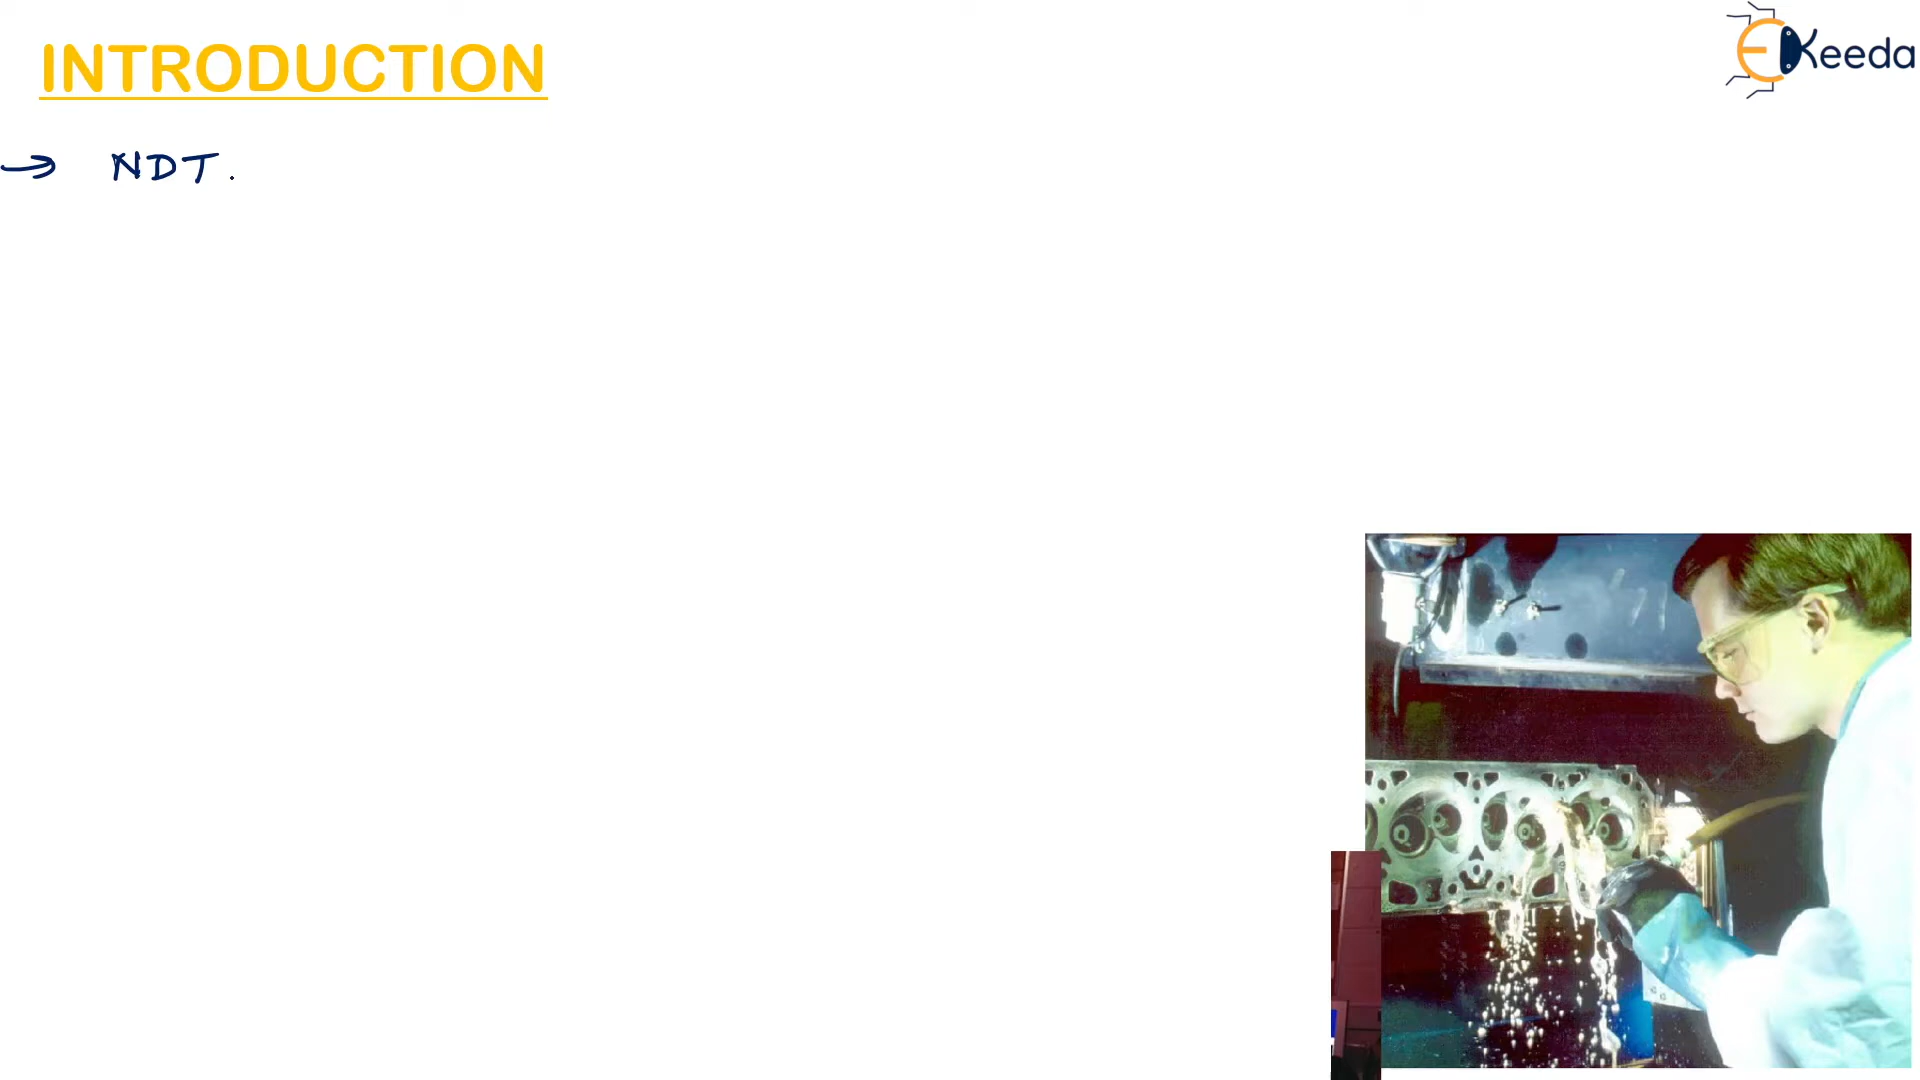 INTRODUCTION
EKeeda
→ NDT.